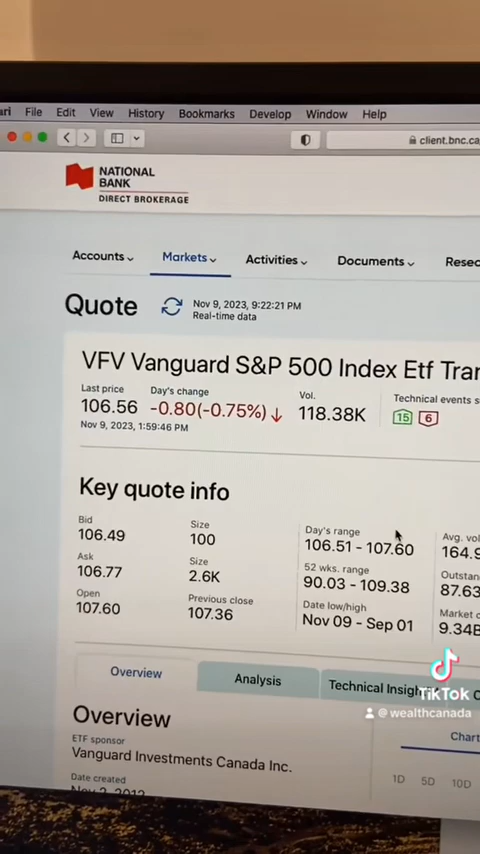 File Edit View History Bookmarks Develop Window Help
client.bnc.ca
NATIONAL
BANK
DIRECT BROKERAGE
Accounts Markets Activities Documents
Quote
Nov 9, 2023, 9:22:21 PM
Real-time data
VFV Vanguard S&P 500 Index Etf
Last price
106.56
Nov 9, 2023, 1:59:46 PM
Day's change
-0.80(-0.75%)
Vol.
118.38K
Technical events
15 6
Key quote info
Bid
106.49
Size
100
Day's range
106.51 - 107.60
Avg.
Ask
106.77
Size
2.6K
52 wks. range
90.03 - 109.38
Open
107.60
Previous close
107.36
Date low/high
Nov 09 - Sep 01
Market
Overview Analysis Technical
TikTok
@wealthcanada
Overview
ETF sponsor
Vanguard Investments Canada Inc.
Date created
Chart
1D 5D 10D